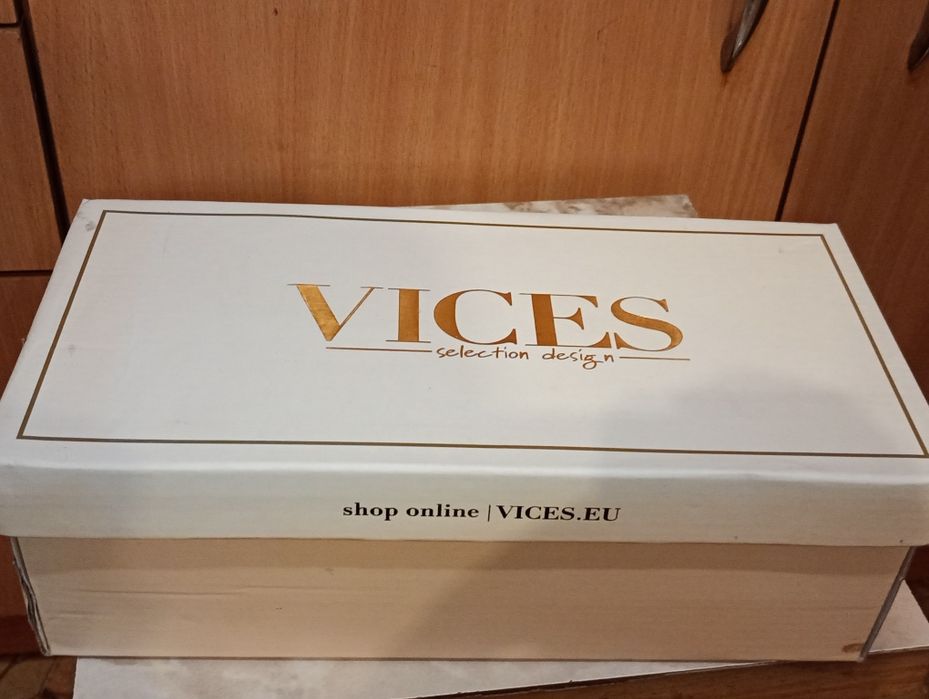 VICES
selection design
shop online | VICES.EU